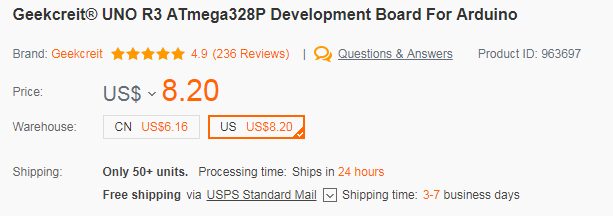 Geekcreit® UNO R3 ATmega328P Development Board For Arduino
Brand: Geekcreit 4.9 (236 Reviews) | Questions & Answers Product ID: 963697
Price: US$ 8.20
Warehouse: CN US$6.16 US US$8.20
Shipping: Only 50+ units. Processing time: Ships in 24 hours
Free shipping via USPS Standard Mail Shipping time: 3-7 business days